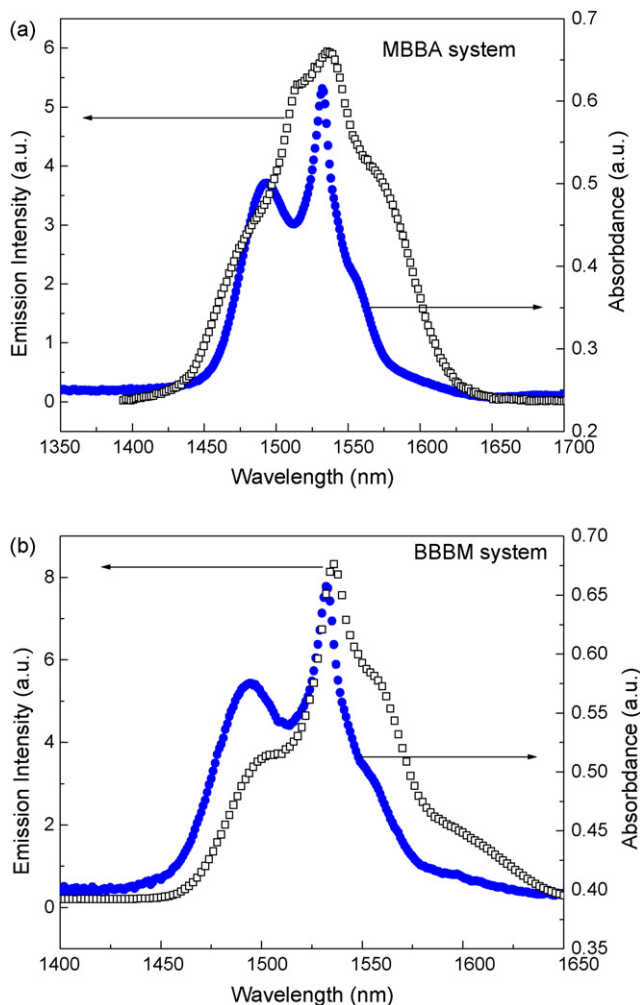 (a)
MBBA system
Emission Intensity (a.u.)
6
5
4
3
2
1
0
0.7
0.6
0.5
0.4
0.3
0.2
Absorbdance (a.u.)
1350 1400 1450 1500 1550 1600 1650 1700
Wavelength (nm)
(b)
BBBM system
Emission Intensity (a.u.)
8
6
4
2
0
0.70
0.65
0.60
0.55
0.50
0.45
0.40
0.35
Absorbdance (a.u.)
1400 1450 1500 1550 1600 1650
Wavelength (nm)